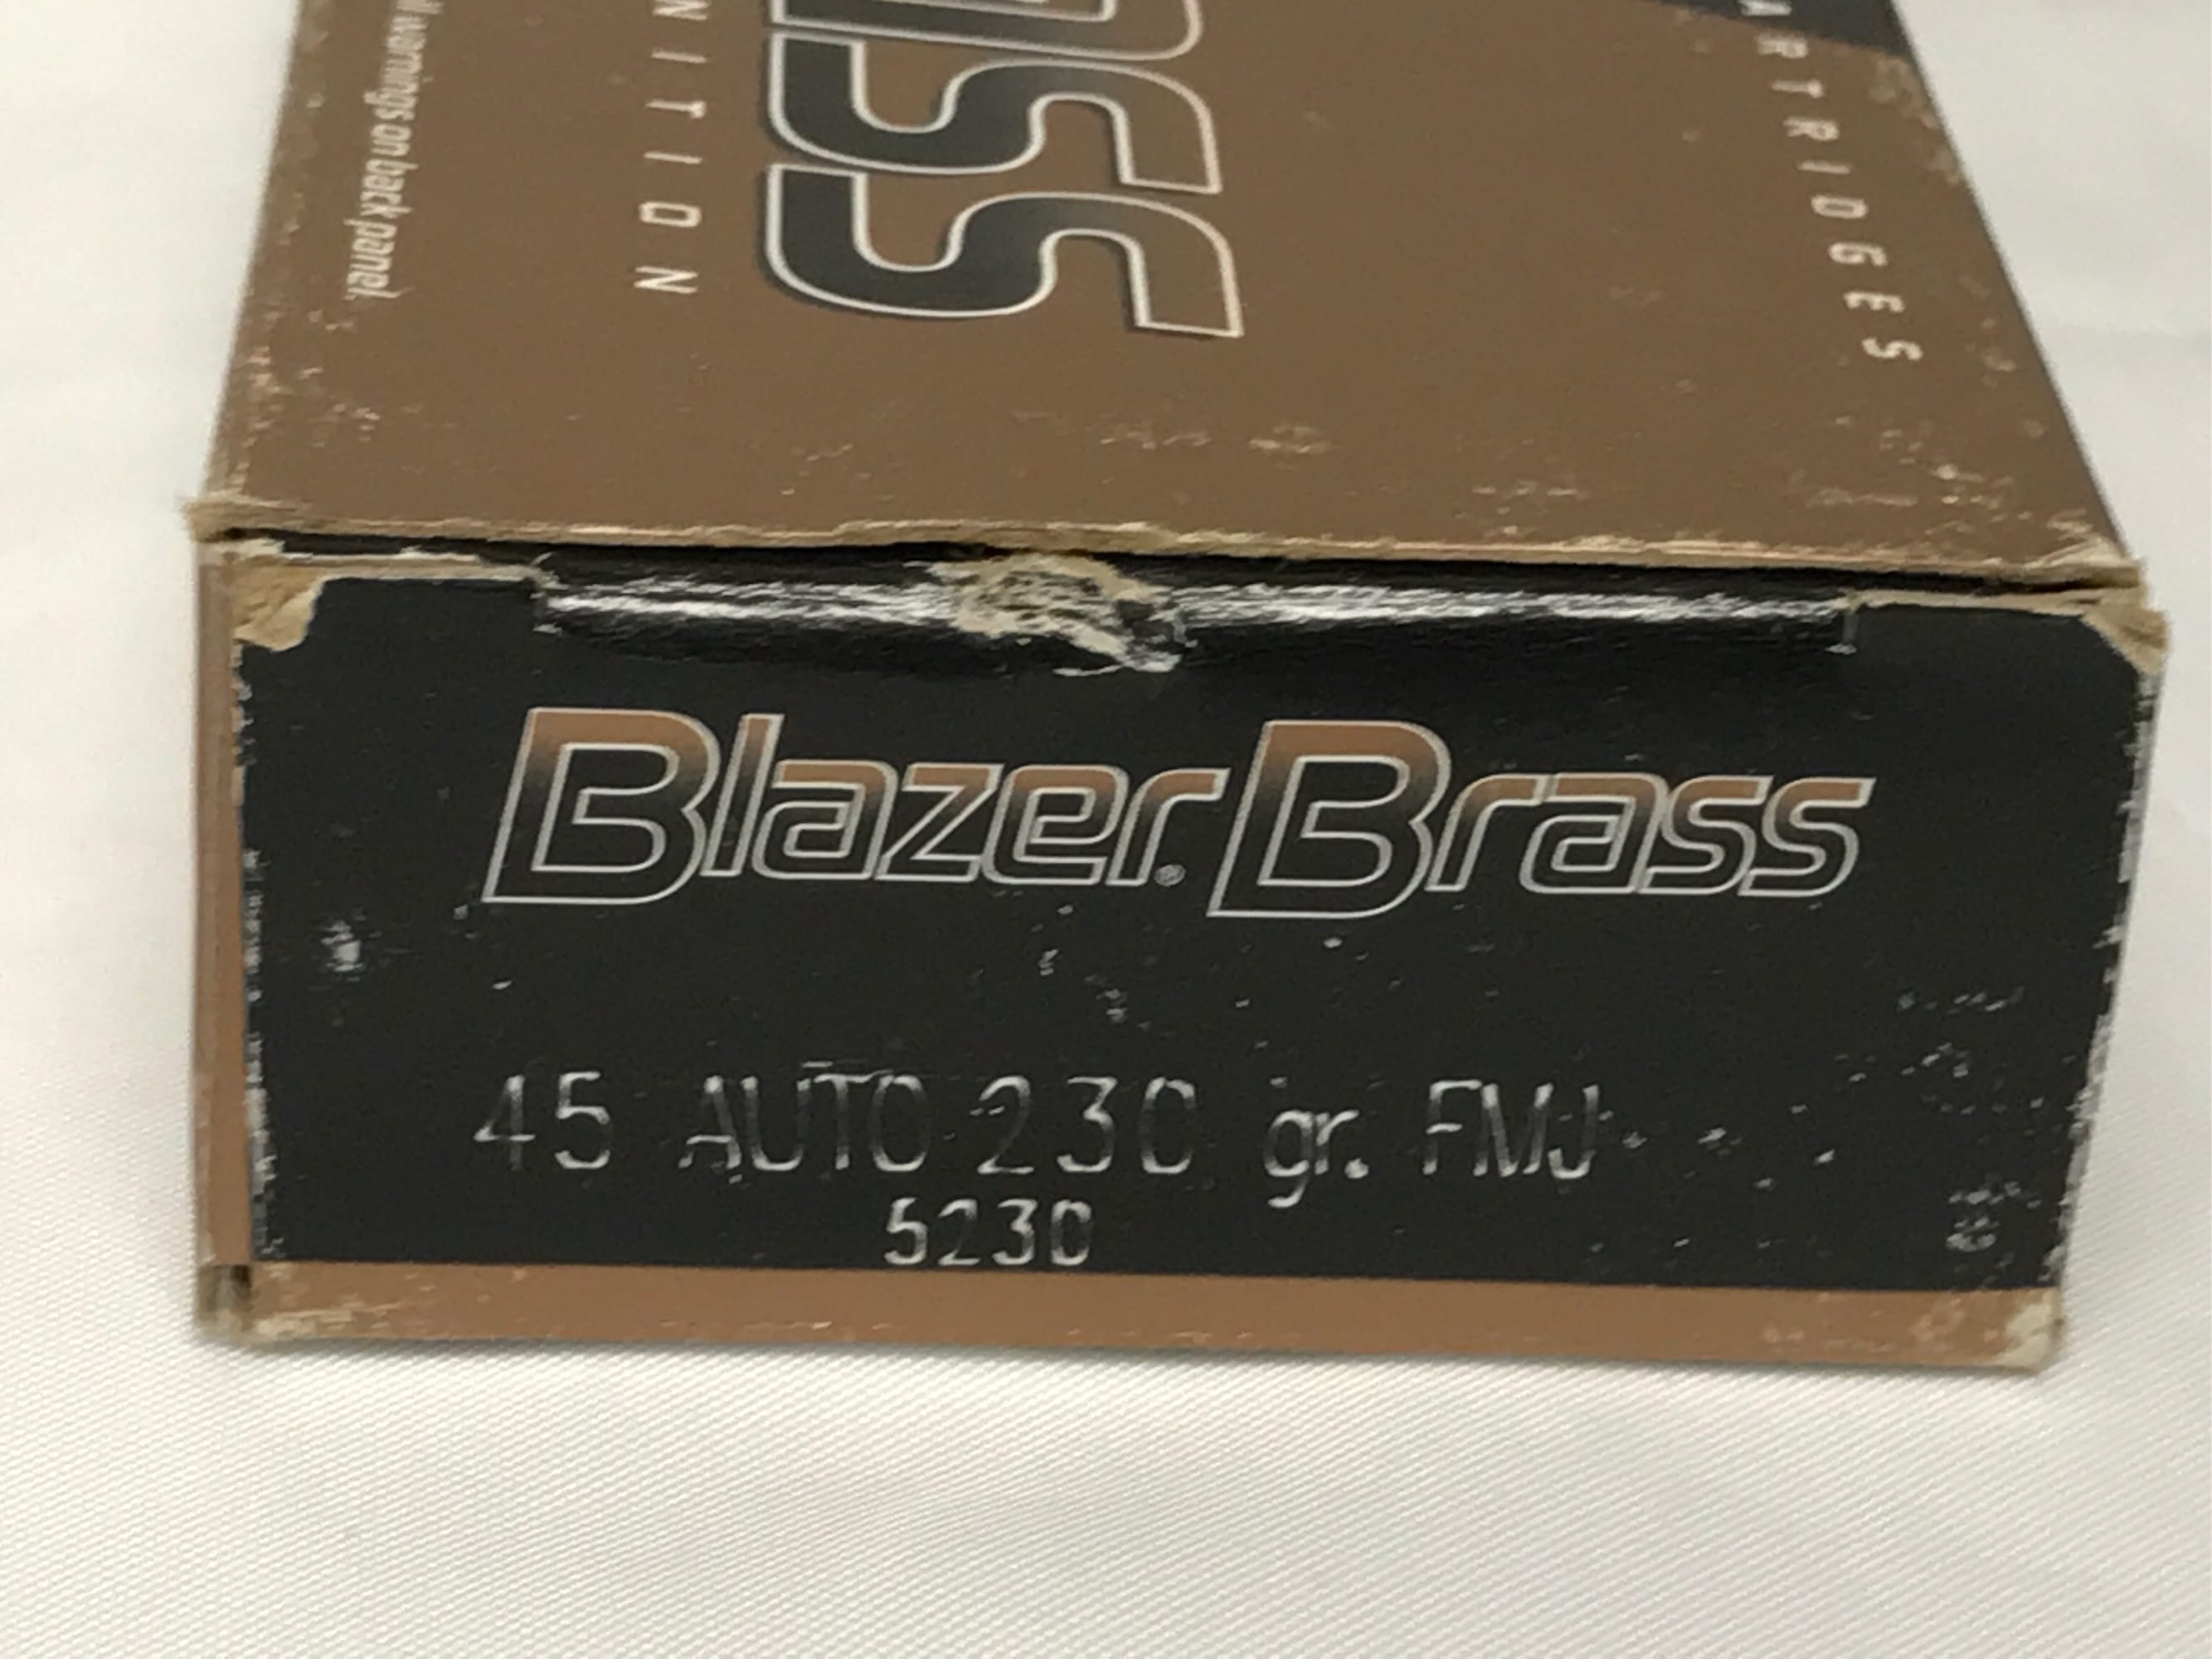 ll warnings on back panel.
NITION
ass
ARTRIDGES
Blazer® Brass
45 AUTO 230 gr. FMJ
5230